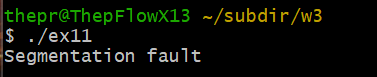 thepr@ThepFlowX13 ~/subdir/w3
$ ./ex11
Segmentation fault